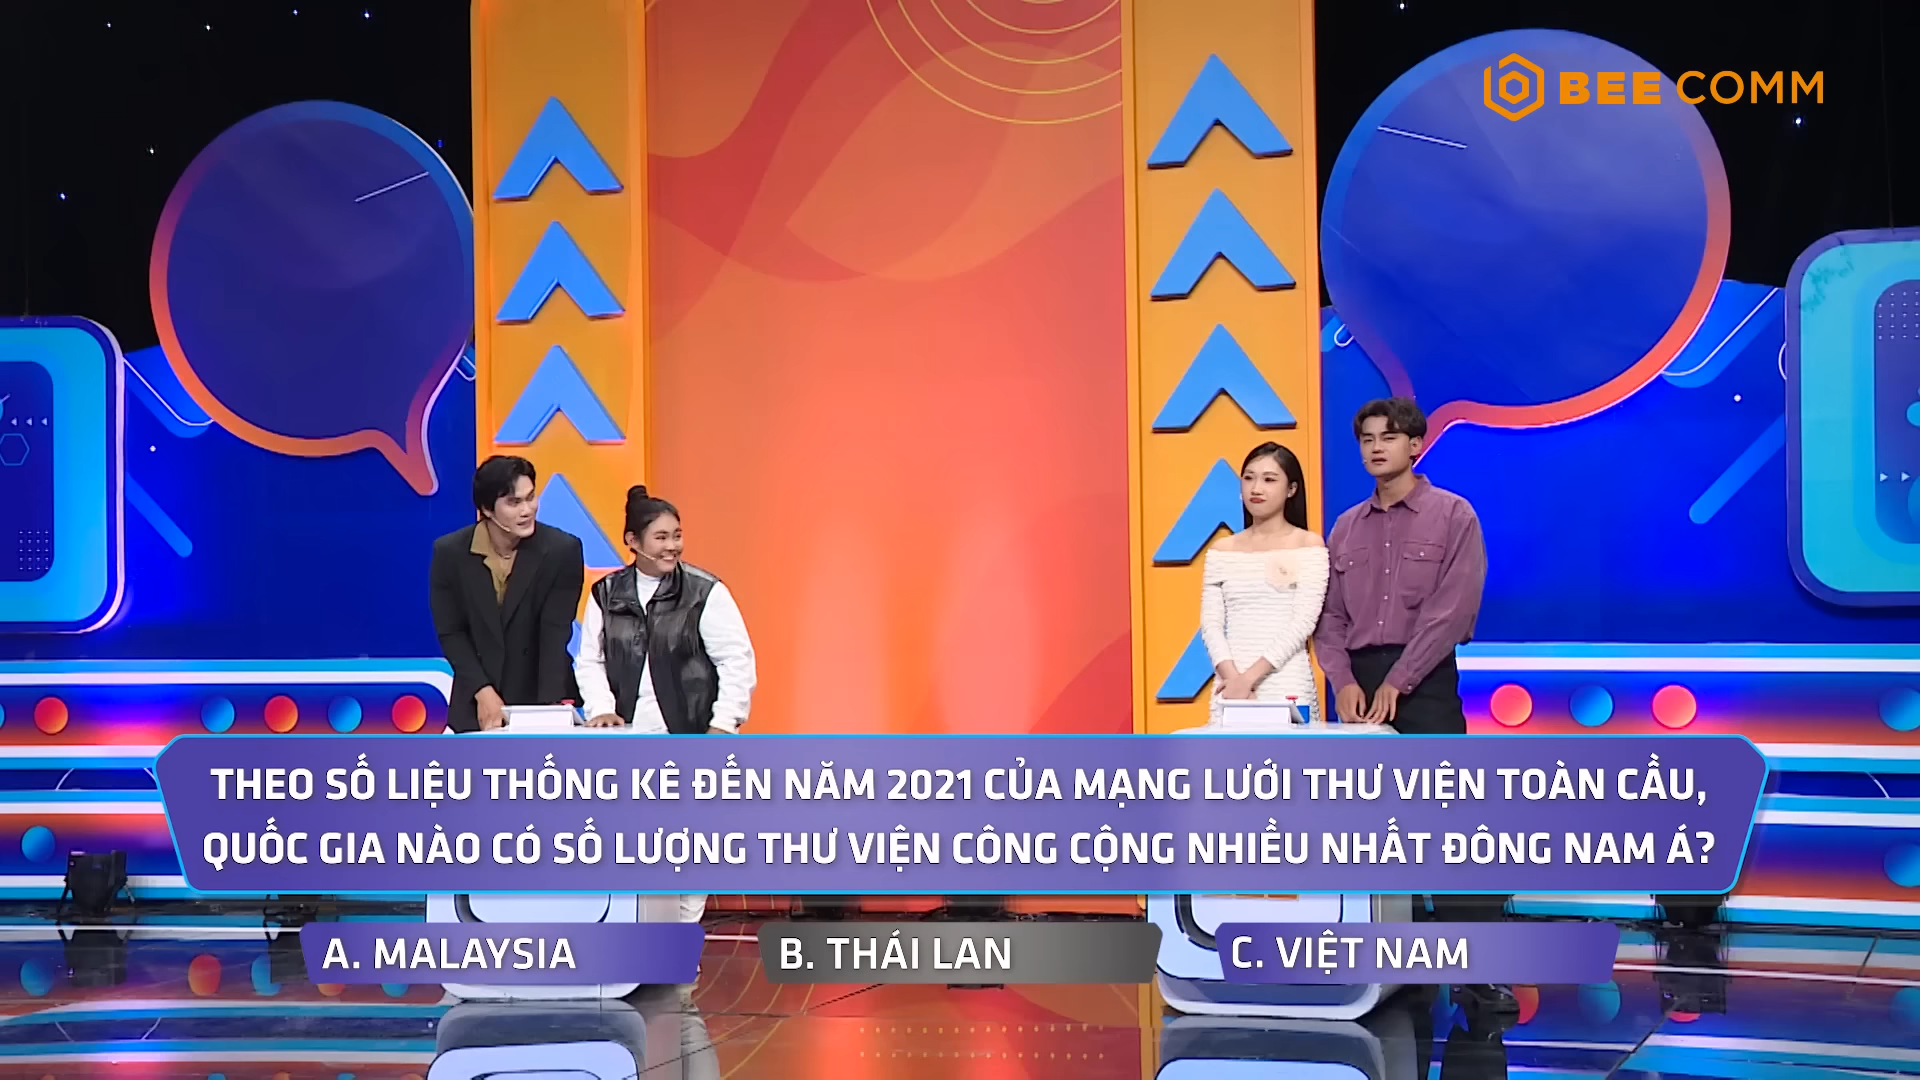 BEE COMM
THEO SỐ LIỆU THỐNG KÊ ĐẾN NĂM 2021 CỦA MẠNG LƯỚI THƯ VIỆN TOÀN CẦU,
QUỐC GIA NÀO CÓ SỐ LƯỢNG THƯ VIỆN CÔNG CỘNG NHIỀU NHẤT ĐÔNG NAM Á?
A. MALAYSIA
B. THÁI LAN
C. VIỆT NAM